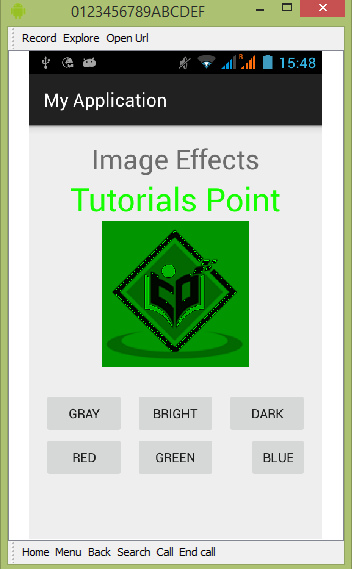 0123456789ABCDEF
Record Explore Open Url
R 15:48
My Application
Image Effects
Tutorials Point
GRAY BRIGHT DARK
RED GREEN BLUE
Home Menu Back Search Call End call